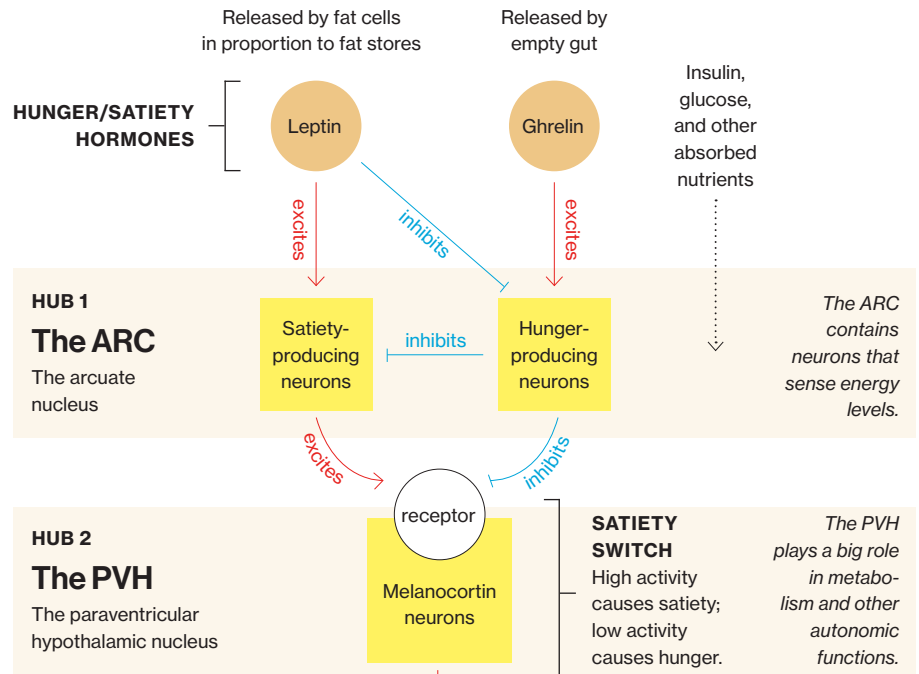 Released by fat cells
in proportion to fat stores
Released by
empty gut
HUNGER/SATIETY
HORMONES
Leptin
Ghrelin
Insulin,
glucose,
and other
absorbed
nutrients
excites
inhibits
excites
HUB 1
The ARC
The arcuate
nucleus
Satiety-
producing
neurons
inhibits
Hunger-
producing
neurons
The ARC
contains
neurons that
sense energy
levels.
excites
inhibits
receptor
HUB 2
The PVH
The paraventricular
hypothalamic nucleus
Melanocortin
neurons
SATIETY
SWITCH
High activity
causes satiety;
low activity
causes hunger.
The PVH
plays a big role
in metabo-
lism and other
autonomic
functions.